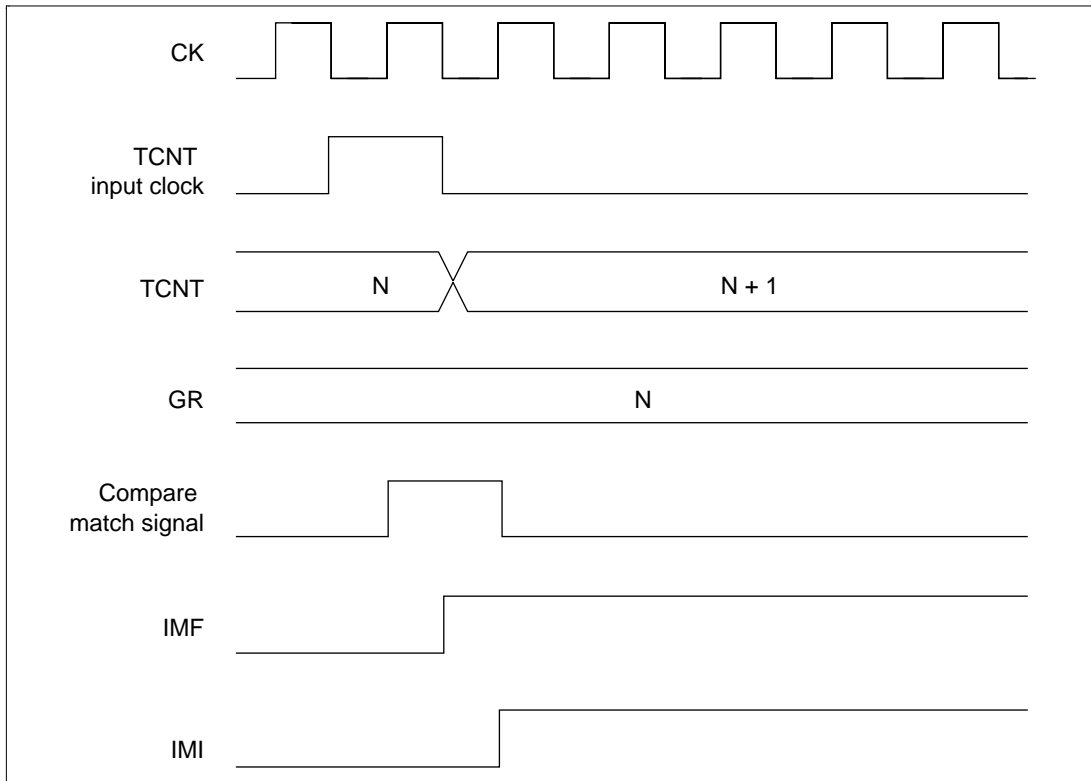 CK
TCNT
input clock
TCNT
N
N + 1
GR
N
Compare
match signal
IMF
IMI